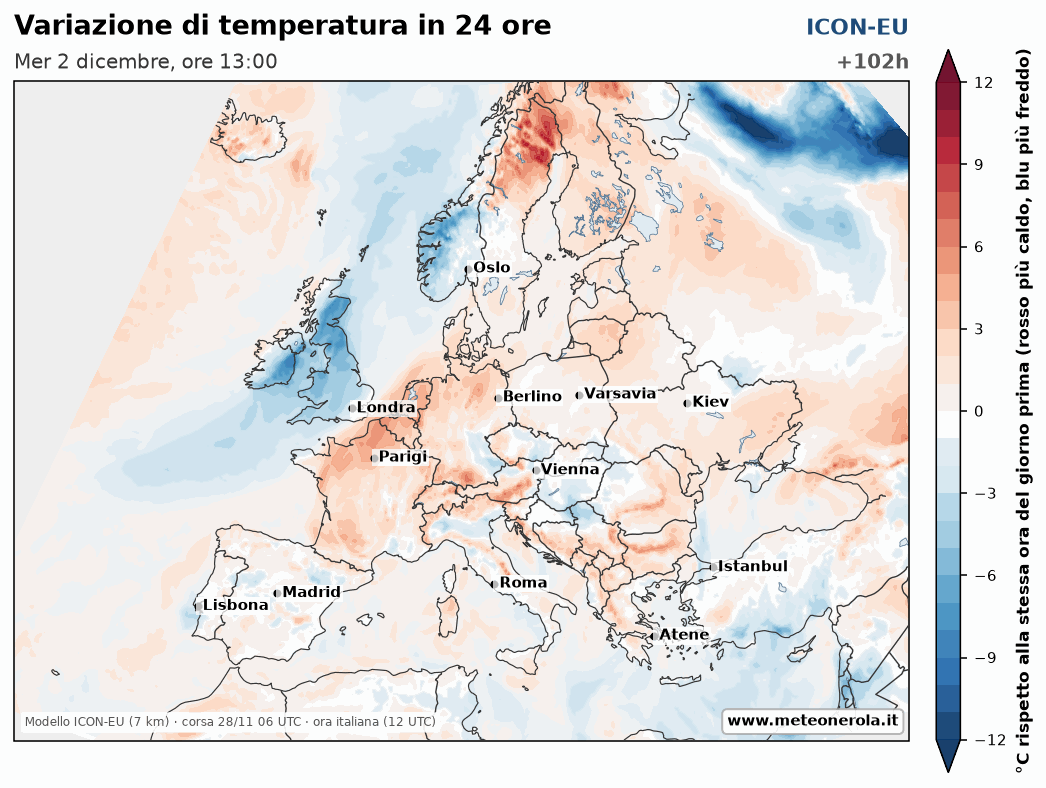 Variazione di temperatura in 24 ore
ICON-EU
Mer 2 dicembre, ore 13:00
+102h
Oslo
Londra
Berlino
Varsavia
Kiev
Parigi
Vienna
Istanbul
Roma
Madrid
Lisbona
Atene
Modello ICON-EU (7 km) · corsa 28/11 06 UTC · ora italiana (12 UTC)
www.meteonerola.it
12
9
6
3
0
−3
−6
−9
−12
°C rispetto alla stessa ora del giorno prima (rosso più caldo, blu più freddo)